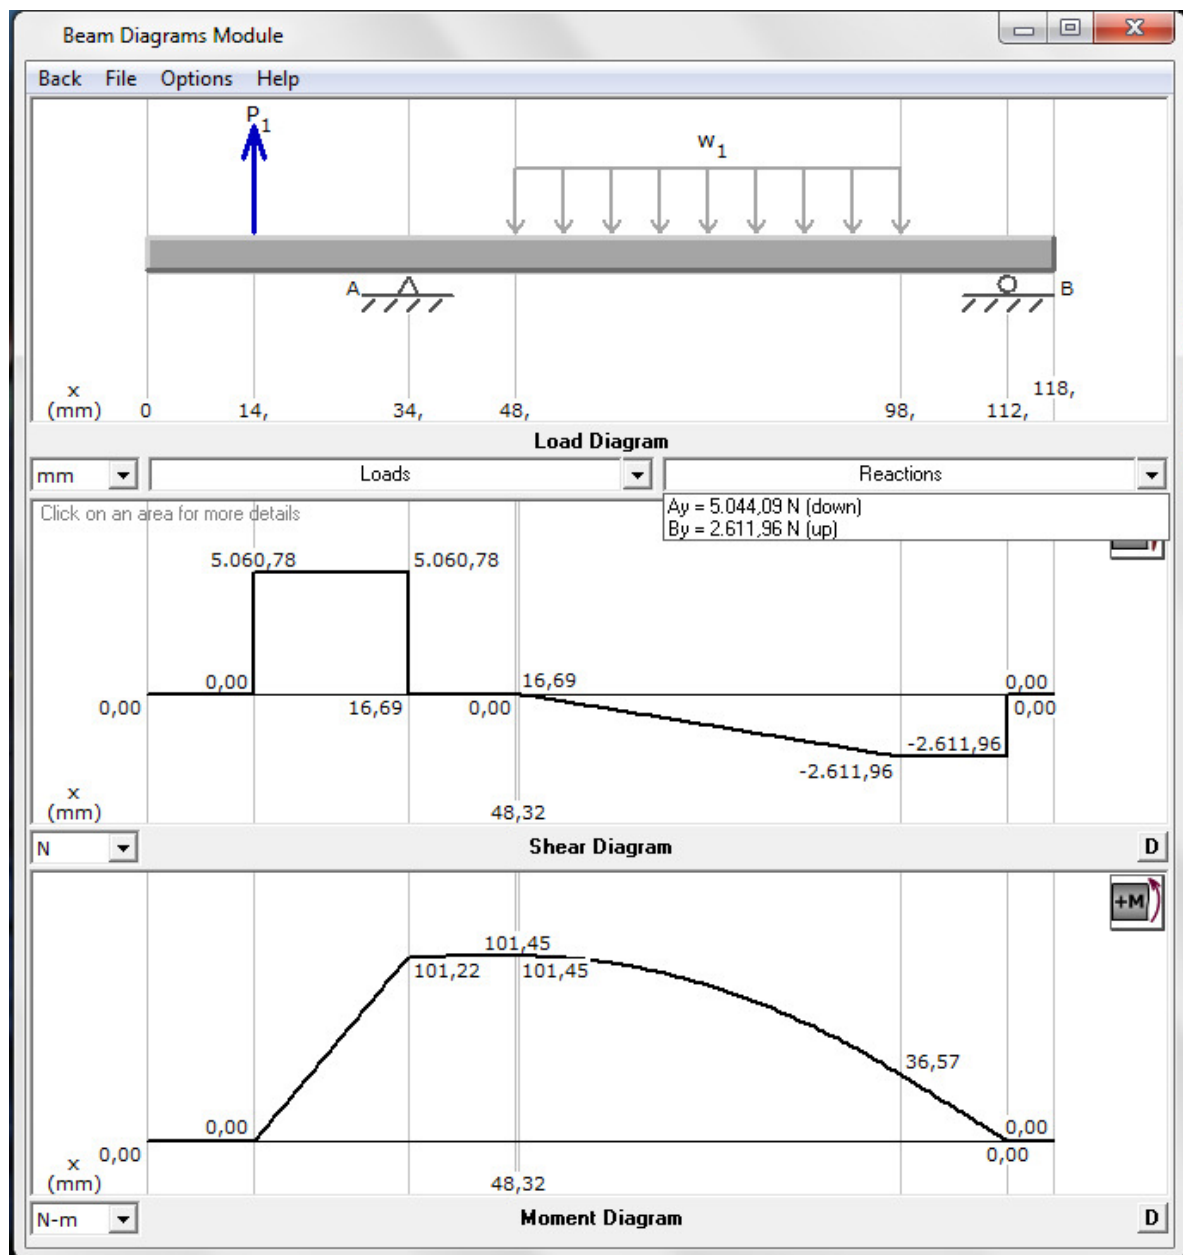 Beam Diagrams Module
Back File Options Help
P1
w1
A
B
x
(mm) 0 14, 34, 48, 98, 112, 118,
Load Diagram
mm Loads Reactions
Click on an area for more details
Ay = 5.044,09 N (down)
By = 2.611,96 N (up)
5.060,78 5.060,78
0,00 16,69 0,00
0,00 16,69 0,00 0,00
-2.611,96
-2.611,96
x
(mm) 48,32
N Shear Diagram D
+M
101,45
101,22 101,45
36,57
0,00 0,00
0,00 0,00
x
(mm) 48,32
N-m Moment Diagram D